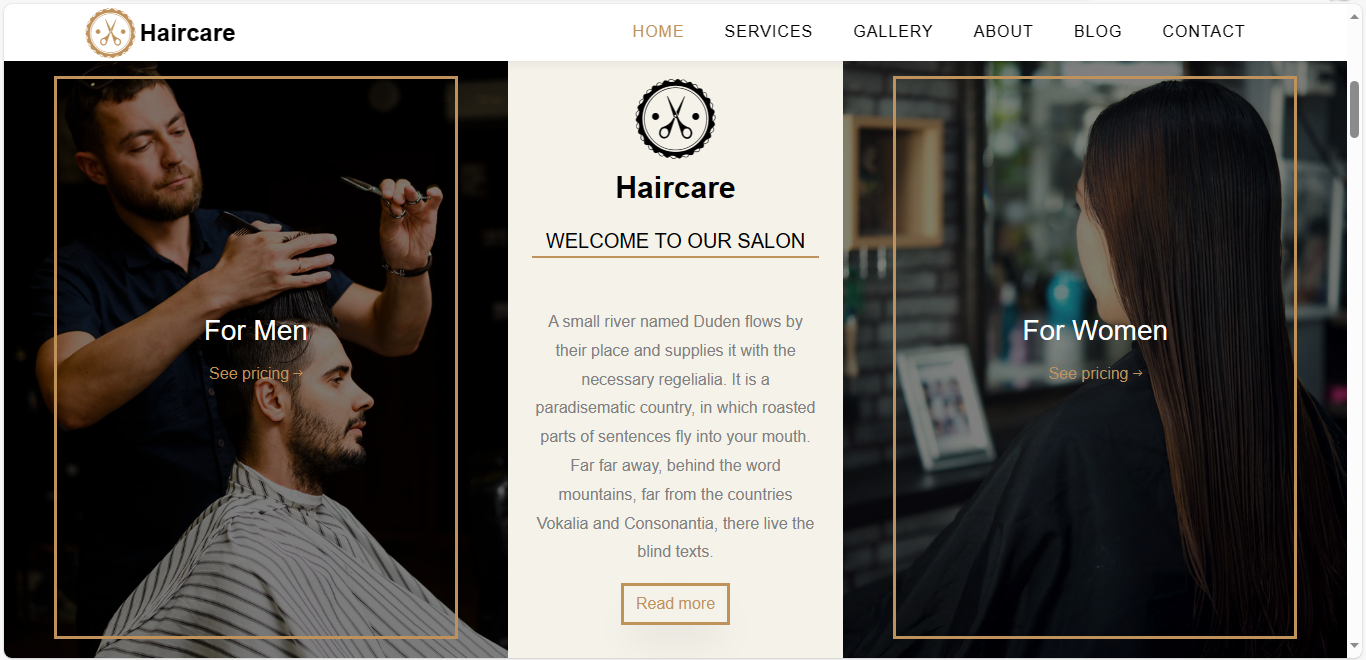 Haircare
HOME SERVICES GALLERY ABOUT BLOG CONTACT
For Men
See pricing →
Haircare
WELCOME TO OUR SALON
A small river named Duden flows by
their place and supplies it with the
necessary regelialia. It is a
paradisematic country, in which roasted
parts of sentences fly into your mouth.
Far far away, behind the word
mountains, far from the countries
Vokalia and Consonantia, there live the
blind texts.
Read more
For Women
See pricing →